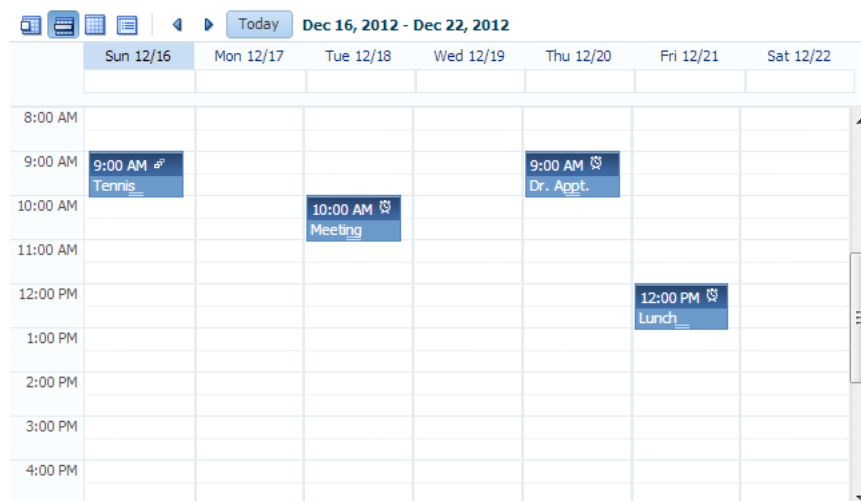 Today Dec 16, 2012 - Dec 22, 2012
Sun 12/16 Mon 12/17 Tue 12/18 Wed 12/19 Thu 12/20 Fri 12/21 Sat 12/22
8:00 AM
9:00 AM 9:00 AM 9:00 AM
Tennis Dr. Appt.
10:00 AM 10:00 AM
Meeting
11:00 AM
12:00 PM 12:00 PM
Lunch
1:00 PM
2:00 PM
3:00 PM
4:00 PM